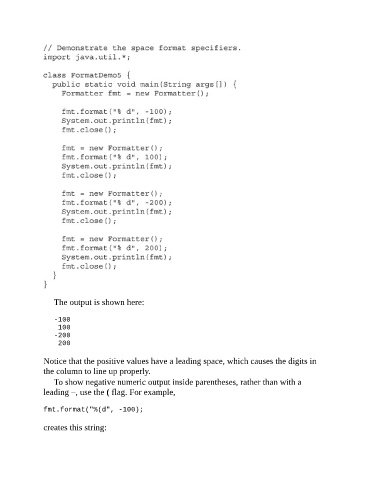 // Demonstrate the space format specifiers.
import java.util.*;
class FormatDemo5 {
public static void main(String args[]) {
Formatter fmt = new Formatter();
fmt.format("% d", -100);
System.out.println(fmt);
fmt.close();
fmt = new Formatter();
fmt.format("% d", 100);
System.out.println(fmt);
fmt.close();
fmt = new Formatter();
fmt.format("% d", -200);
System.out.println(fmt);
fmt.close();
fmt = new Formatter();
fmt.format("% d", 200);
System.out.println(fmt);
fmt.close();
}
}
The output is shown here:
-100
100
-200
200
Notice that the positive values have a leading space, which causes the digits in
the column to line up properly.
To show negative numeric output inside parentheses, rather than with a
leading –, use the ( flag. For example,
fmt.format("%(d", -100);
creates this string: